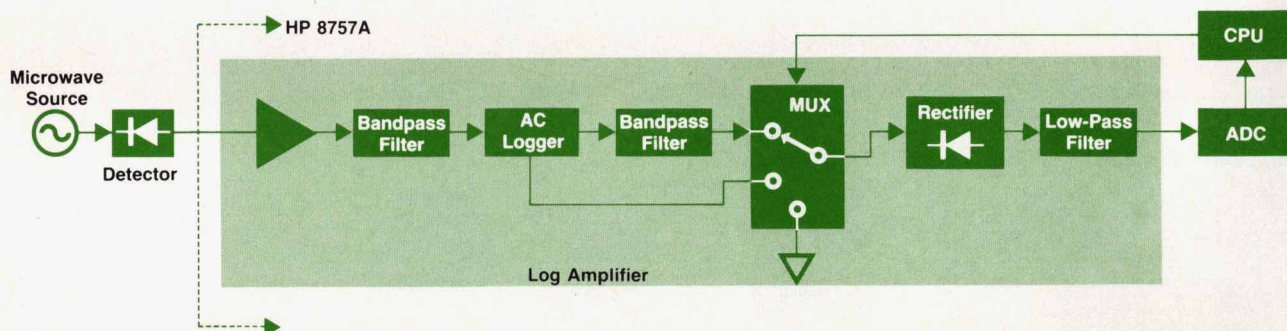 HP 8757A
CPU
Microwave
Source
MUX
Bandpass
Filter
AC
Logger
Bandpass
Filter
Rectifier
Low-Pass
Filter
ADC
Detector
Log Amplifier